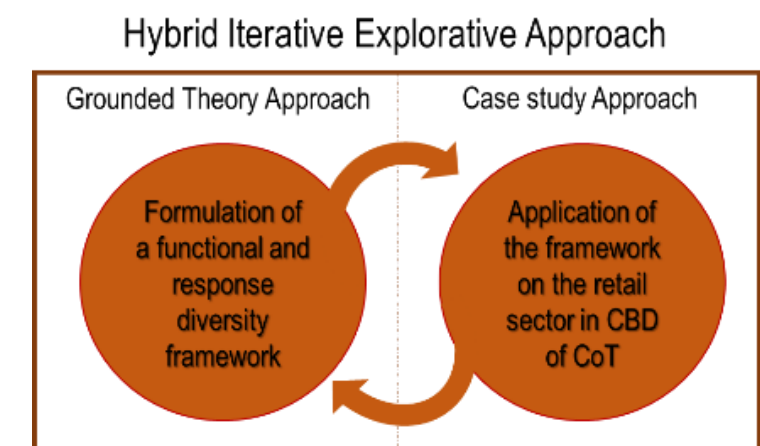 Hybrid Iterative Explorative Approach
Grounded Theory Approach
Case study Approach
Formulation of
a functional and
response
diversity
framework
Application of
the framework
on the retail
sector in CBD
of CoT